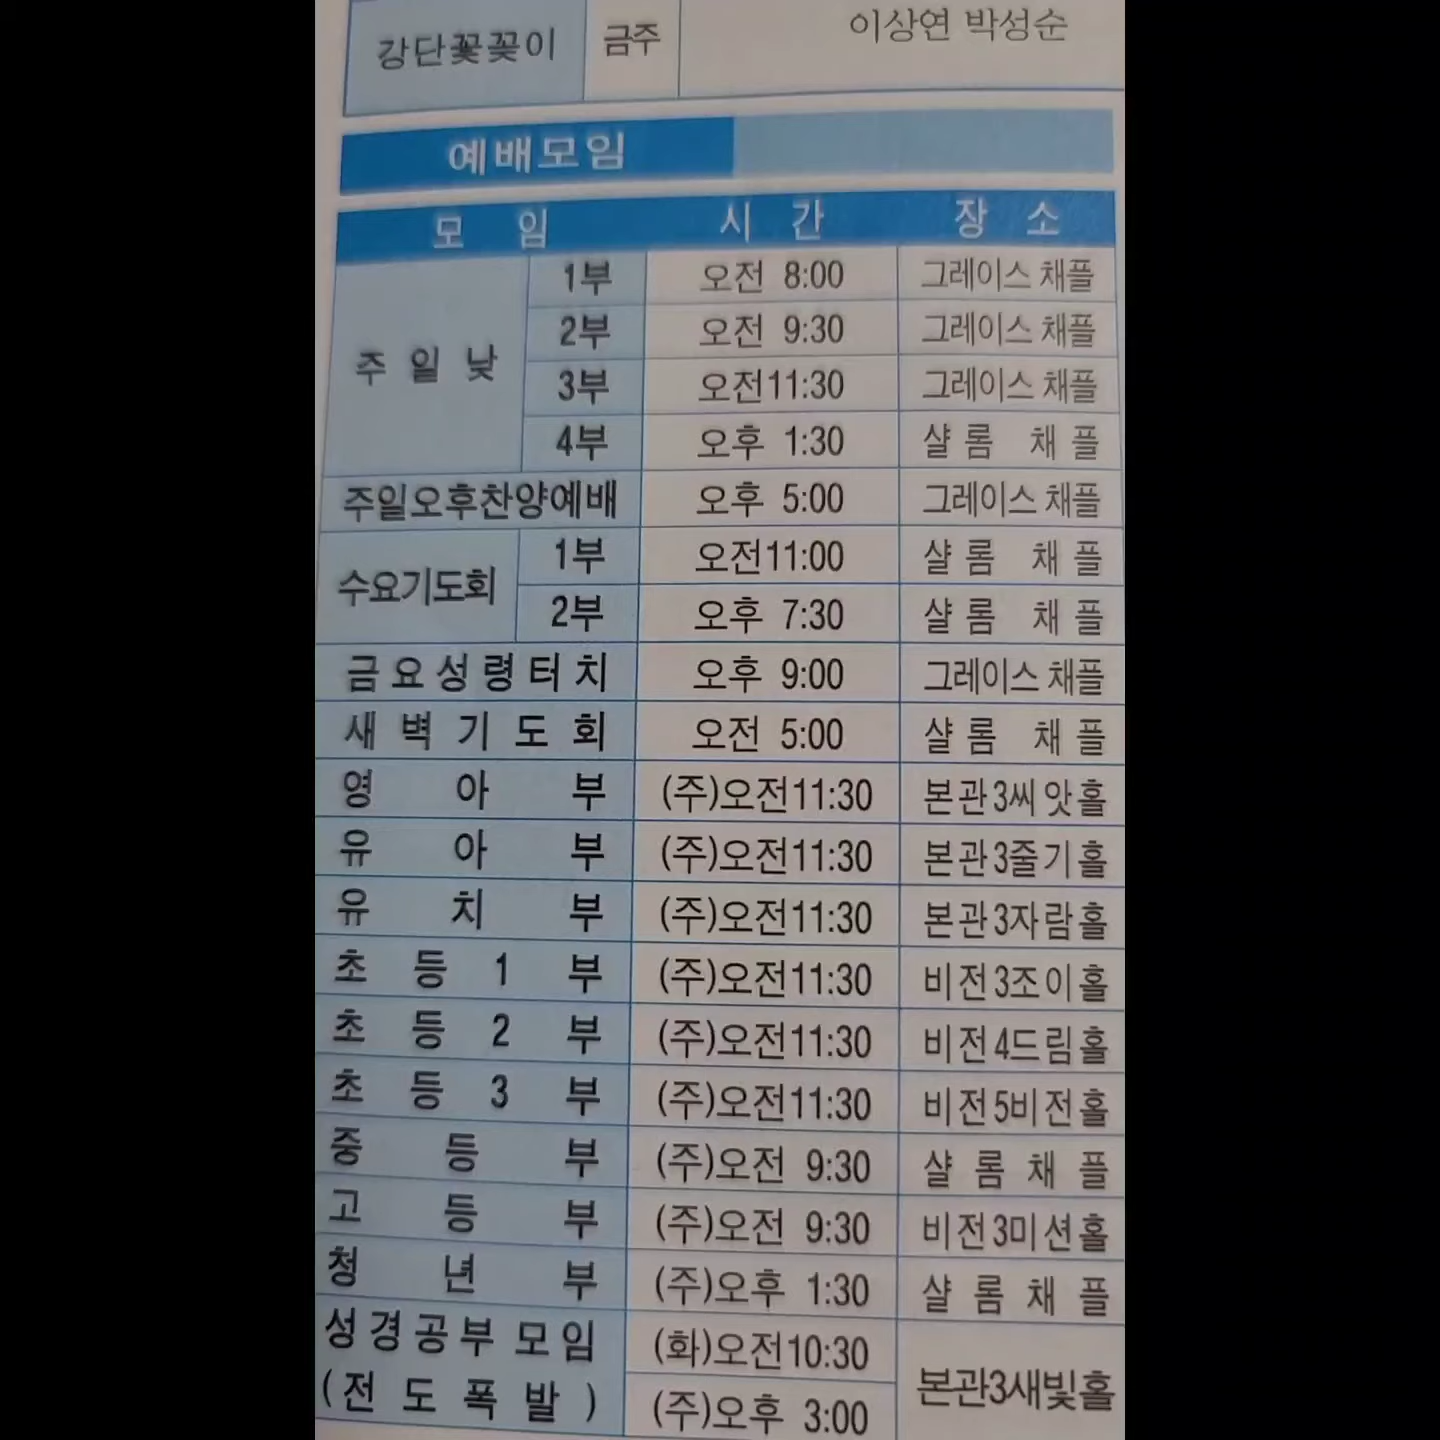 강단꽃꽂이 금주 이상연 박성순
예배모임
모 임 시 간 장 소
주 일 낮 1부 오전 8:00 그레이스 채플
2부 오전 9:30 그레이스 채플
3부 오전11:30 그레이스 채플
4부 오후 1:30 샬 롬 채 플
주일오후찬양예배 오후 5:00 그레이스 채플
수요기도회 1부 오전11:00 샬 롬 채 플
2부 오후 7:30 샬 롬 채 플
금요성령터치 오후 9:00 그레이스 채플
새 벽 기 도 회 오전 5:00 샬 롬 채 플
영 아 부 (주)오전11:30 본관3씨앗홀
유 아 부 (주)오전11:30 본관3줄기홀
유 치 부 (주)오전11:30 본관3자람홀
초 등 1 부 (주)오전11:30 비전3조이홀
초 등 2 부 (주)오전11:30 비전4드림홀
초 등 3 부 (주)오전11:30 비전5비전홀
중 등 부 (주)오전 9:30 샬 롬 채 플
고 등 부 (주)오전 9:30 비전3미션홀
청 년 부 (주)오후 1:30 샬 롬 채 플
성경공부 모임 (화)오전10:30 본관3새빛홀
(전 도 폭 발) (주)오후 3:00